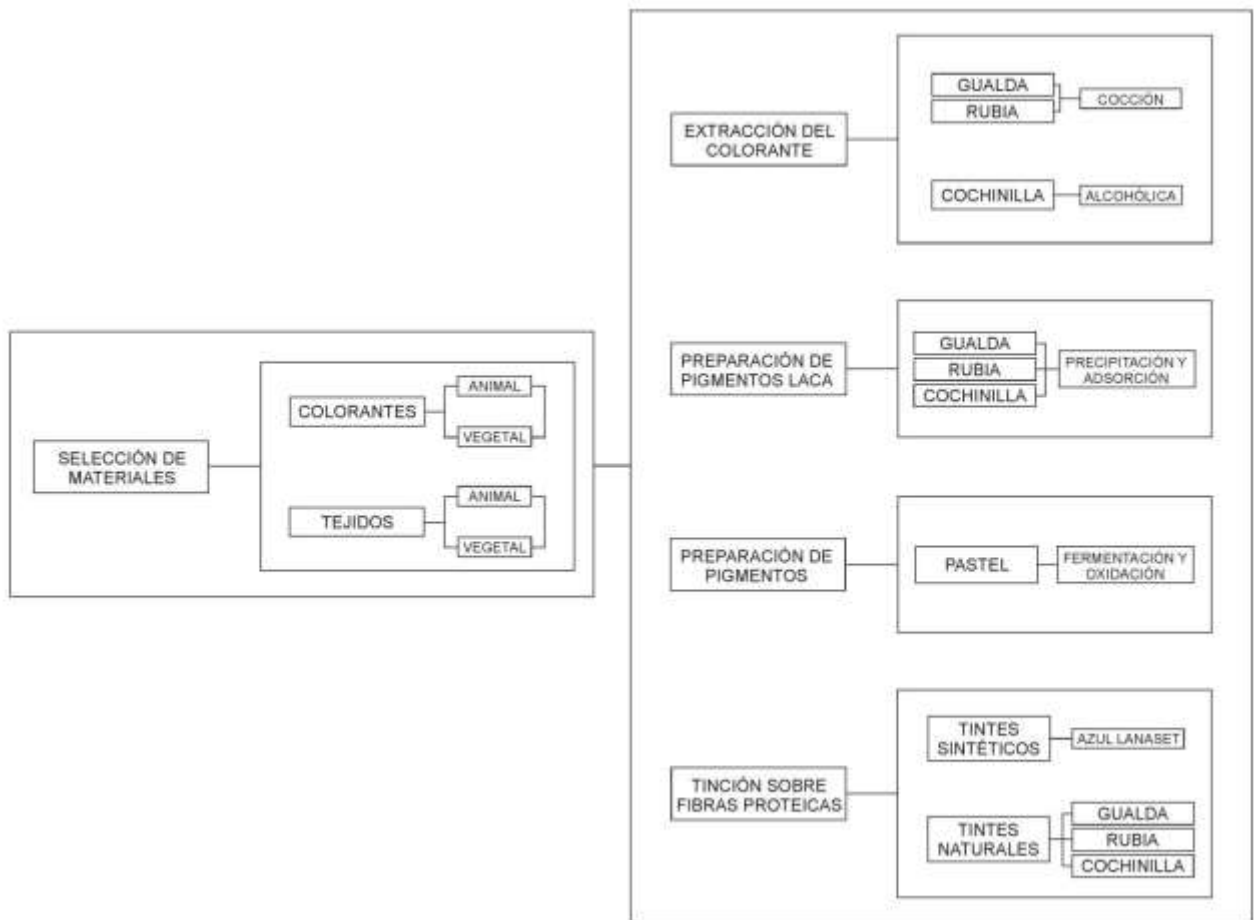 SELECCIÓN DE
MATERIALES
COLORANTES
ANIMAL
VEGETAL
TEJIDOS
ANIMAL
VEGETAL
EXTRACCIÓN DEL
COLORANTE
GUALDA
RUBIA
COCCIÓN
COCHINILLA
ALCOHÓLICA
PREPARACIÓN DE
PIGMENTOS LACA
GUALDA
RUBIA
COCHINILLA
PRECIPITACIÓN Y
ADSORCIÓN
PREPARACIÓN DE
PIGMENTOS
PASTEL
FERMENTACIÓN Y
OXIDACIÓN
TINCIÓN SOBRE
FIBRAS PROTEICAS
TINTES
SINTÉTICOS
AZUL LANASET
TINTES
NATURALES
GUALDA
RUBIA
COCHINILLA